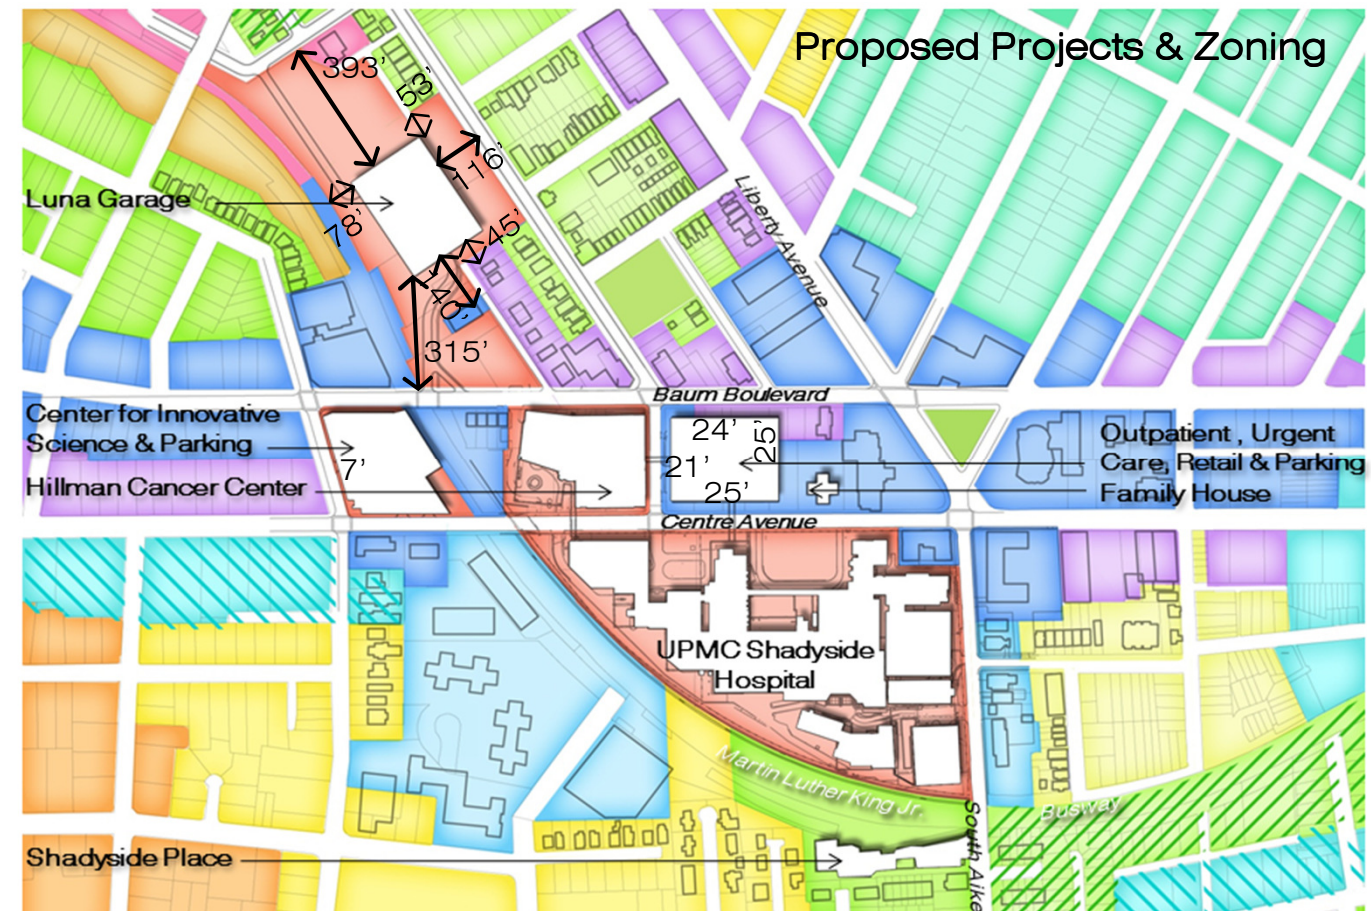 Proposed Projects & Zoning
393’
53’
116’
Luna Garage
78’
45’
140’
315’
Liberty Avenue
Baum Boulevard
Center for Innovative
Science & Parking
7’
Hillman Cancer Center
24’
25’
21’
25’
Outpatient , Urgent
Care, Retail & Parking
Family House
Centre Avenue
UPMC Shadyside
Hospital
Martin Luther King Jr.
Busway
South Aike
Shadyside Place